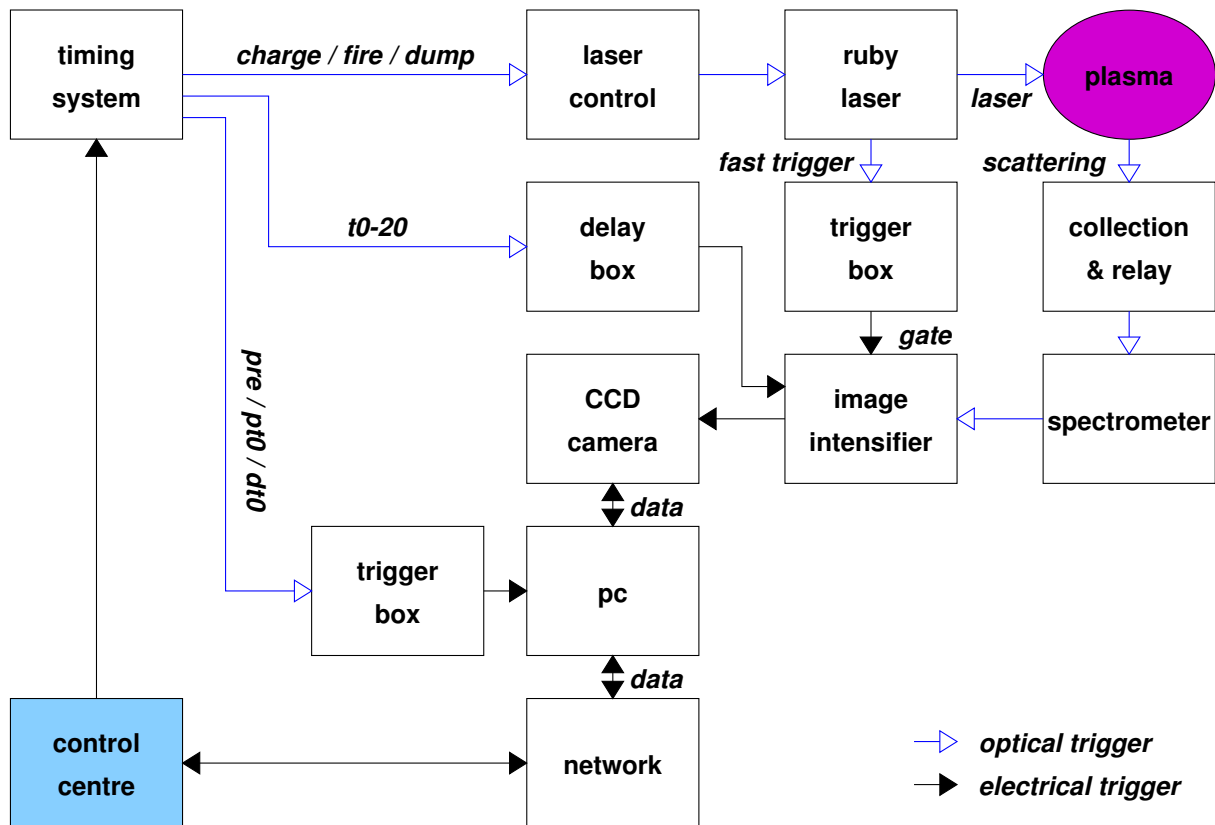 timing
system
charge / fire / dump
laser
control
ruby
laser
laser
plasma
fast trigger
scattering
t0-20
delay
box
trigger
box
collection
& relay
gate
pre / pt0 / dt0
CCD
camera
image
intensifier
spectrometer
data
trigger
box
pc
data
control
centre
network
optical trigger
electrical trigger